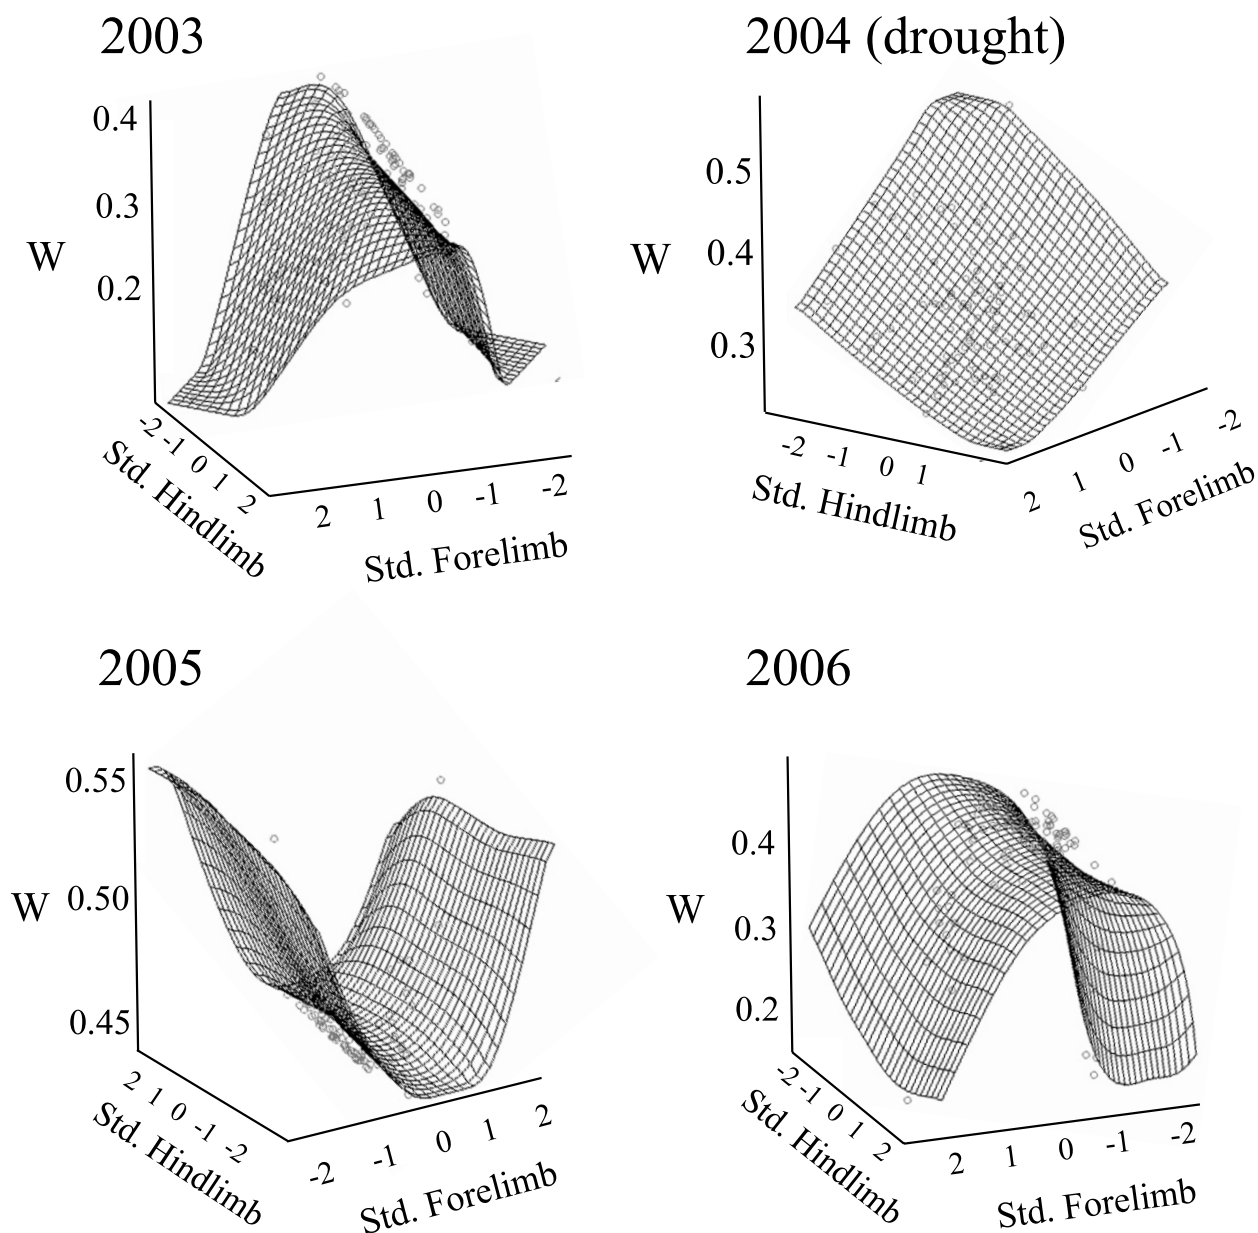 2003
0.4
0.3
W
0.2
-2 -1 0 1 2
Std. Hindlimb
2 1 0 -1 -2
Std. Forelimb
2004 (drought)
0.5
0.4
W
0.3
-2 -1 0 1
Std. Hindlimb
2 1 0 -1 -2
Std. Forelimb
2005
0.55
0.50
W
0.45
2 1 0 -1 -2
Std. Hindlimb
-2 -1 0 1 2
Std. Forelimb
2006
0.4
0.3
W
0.2
-2 -1 0 1 2
Std. Hindlimb
2 1 0 -1 -2
Std. Forelimb